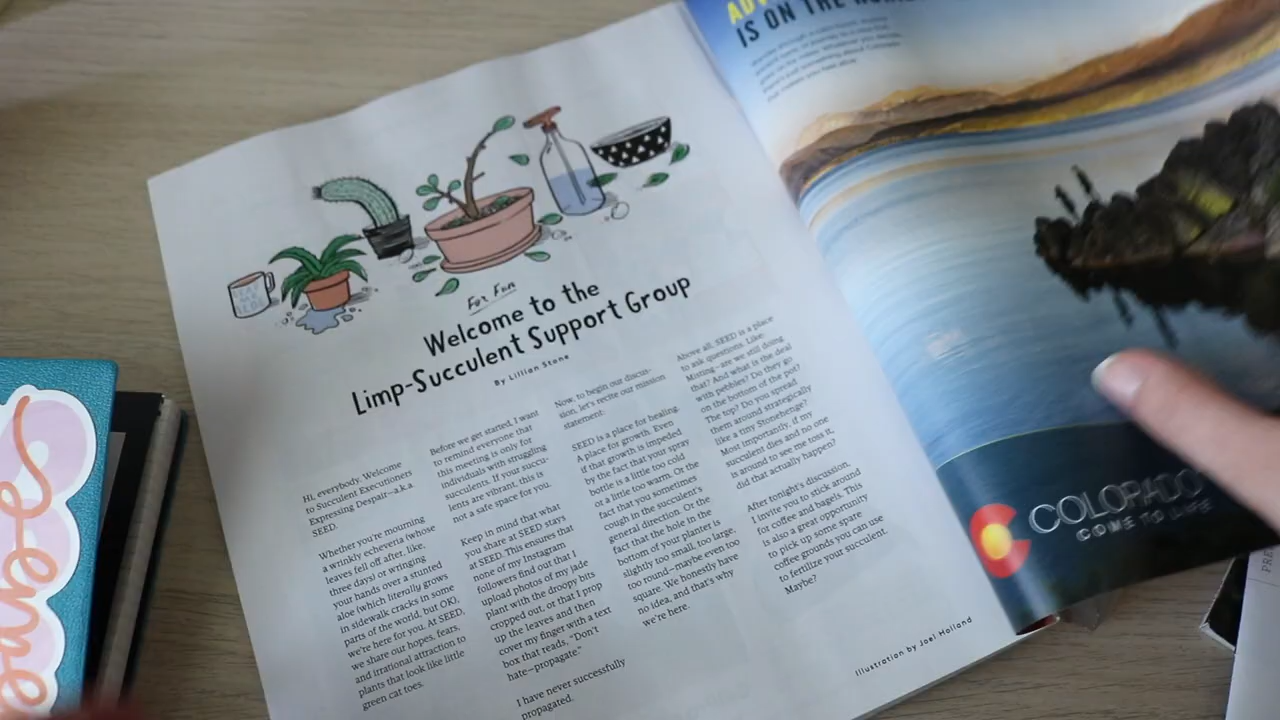 For Fun
Welcome to the
Limp-Succulent Support Group
By Lillian Stone
Hi, everybody. Welcome
to Succulent Executioners
Expressing Despair—a.k.a.
SEED.
Whether you're mourning
a wrinkly echeveria (whose
leaves fell off after, like,
three days) or wringing
your hands over a stunted
aloe (which literally grows
in sidewalk cracks in some
parts of the world, but OK),
we're here for you. At SEED,
we share our hopes, fears,
and irrational attraction to
plants that look like little
green cat toes.
Before we get started, I want
to remind everyone that
this meeting is only for
individuals with struggling
succulents. If your succu-
lents are vibrant, this is
not a safe space for you.
Keep in mind that what
you share at SEED stays
at SEED. This ensures that
none of my Instagram
followers find out that I
upload photos of my jade
plant with the droopy bits
cropped out, or that I prop
up the leaves and then
cover my finger with a text
box that reads, "Don't
hate—propagate."
I have never successfully
propagated.
Now, to begin our discus-
sion, let's recite our mission
statement:
SEED is a place for healing.
A place for growth. Even
if that growth is impeded
by the fact that your spray
bottle is a little too cold
or a little too warm. Or the
fact that you sometimes
cough in the succulent's
general direction. Or the
fact that the hole in the
bottom of your planter is
slightly too small, too large,
too round—maybe even too
square. We honestly have
no idea, and that's why
we're here.
Above all, SEED is a place
to ask questions. Like:
Misting—are we still doing
that? And what is the deal
with pebbles? Do they go
on the bottom of the pot?
The top? Do you spread
them around strategically
like a tiny Stonehenge?
Most importantly, if my
succulent dies and no one
is around to see me toss it,
did that actually happen?
After tonight's discussion,
I invite you to stick around
for coffee and bagels. This
is also a great opportunity
to pick up some spare
coffee grounds you can use
to fertilize your succulent.
Maybe?
Illustration by Joel Holland
IS ON THE
COLORADO
COME TO LIFE